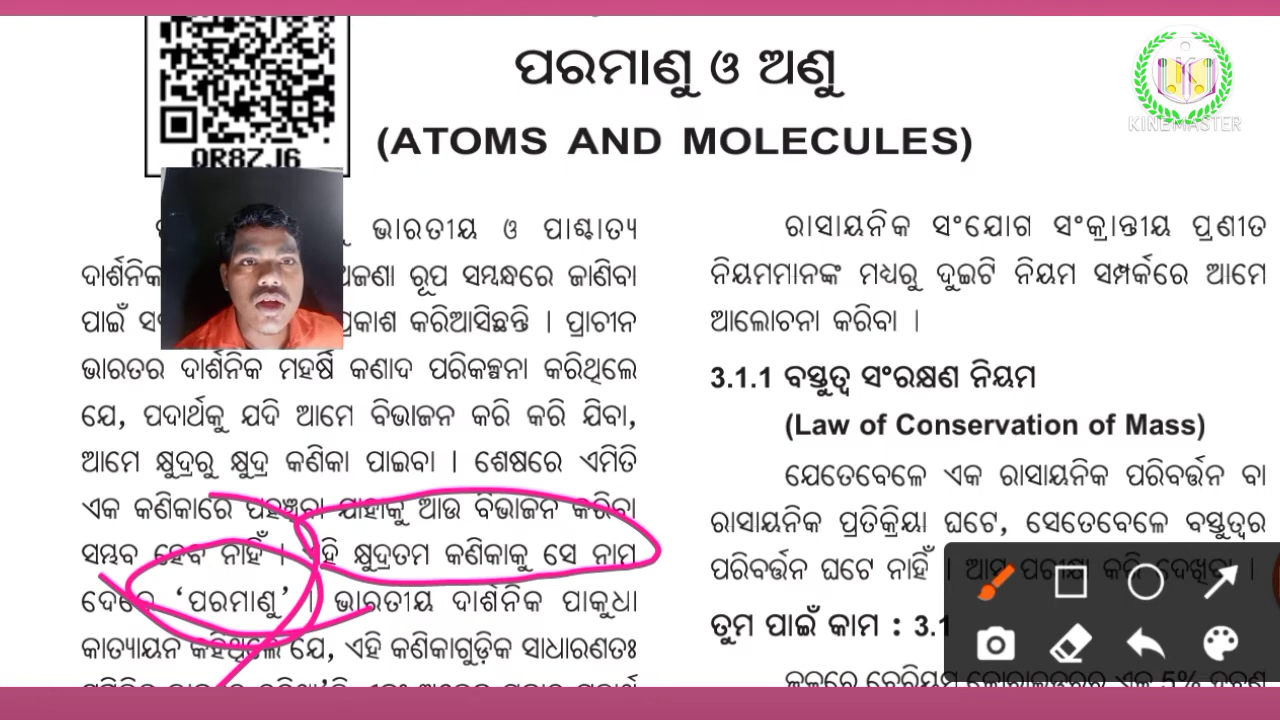 QR8ZJ6
ପରମାଣୁ ଓ ଅଣୁ
(ATOMS AND MOLECULES)
KINEMASTER
ଭାରତୀୟ ଓ ପାଶ୍ଚାତ୍ୟ
ଦାର୍ଶନିକ ଅଜଣା ରୂପ ସମ୍ବନ୍ଧରେ ଜାଣିବା
ପାଇଁ ପ୍ରକାଶ କରିଆସିଛନ୍ତି । ପ୍ରାଚୀନ
ଭାରତର ଦାର୍ଶନିକ ମହର୍ଷି କଣାଦ ପରିକଳ୍ପନା କରିଥିଲେ
ଯେ, ପଦାର୍ଥକୁ ଯଦି ଆମେ ବିଭାଜନ କରି କରି ଯିବା,
ଆମେ କ୍ଷୁଦ୍ରରୁ କ୍ଷୁଦ୍ର କଣିକା ପାଇବା । ଶେଷରେ ଏମିତି
ଏକ କଣିକାରେ ପହଞ୍ଚିବା ଯାହାକୁ ଆଉ ବିଭାଜନ କରିବା
ସମ୍ଭବ ହେବ ନାହିଁ । ଏହି କ୍ଷୁଦ୍ରତମ କଣିକାକୁ ସେ ନାମ
ଦେଲେ ‘ପରମାଣୁ’ । ଭାରତୀୟ ଦାର୍ଶନିକ ପାକୁଧା
କାତ୍ୟାୟନ କହିଥିଲେ ଯେ, ଏହି କଣିକାଗୁଡ଼ିକ ସାଧାରଣତଃ
ରାସାୟନିକ ସଂଯୋଗ ସଂକ୍ରାନ୍ତୀୟ ପ୍ରଣୀତ
ନିୟମମାନଙ୍କ ମଧ୍ୟରୁ ଦୁଇଟି ନିୟମ ସମ୍ପର୍କରେ ଆମେ
ଆଲୋଚନା କରିବା ।
3.1.1 ବସ୍ତୁତ୍ୱ ସଂରକ୍ଷଣ ନିୟମ
(Law of Conservation of Mass)
ଯେତେବେଳେ ଏକ ରାସାୟନିକ ପରିବର୍ତ୍ତନ ବା
ରାସାୟନିକ ପ୍ରତିକ୍ରିୟା ଘଟେ, ସେତେବେଳେ ବସ୍ତୁତ୍ୱର
ପରିବର୍ତ୍ତନ ଘଟେ ନାହିଁ । ଆମ ପରୀକ୍ଷା କରି ଦେଖିବା ।
ତୁମ ପାଇଁ କାମ : 3.1